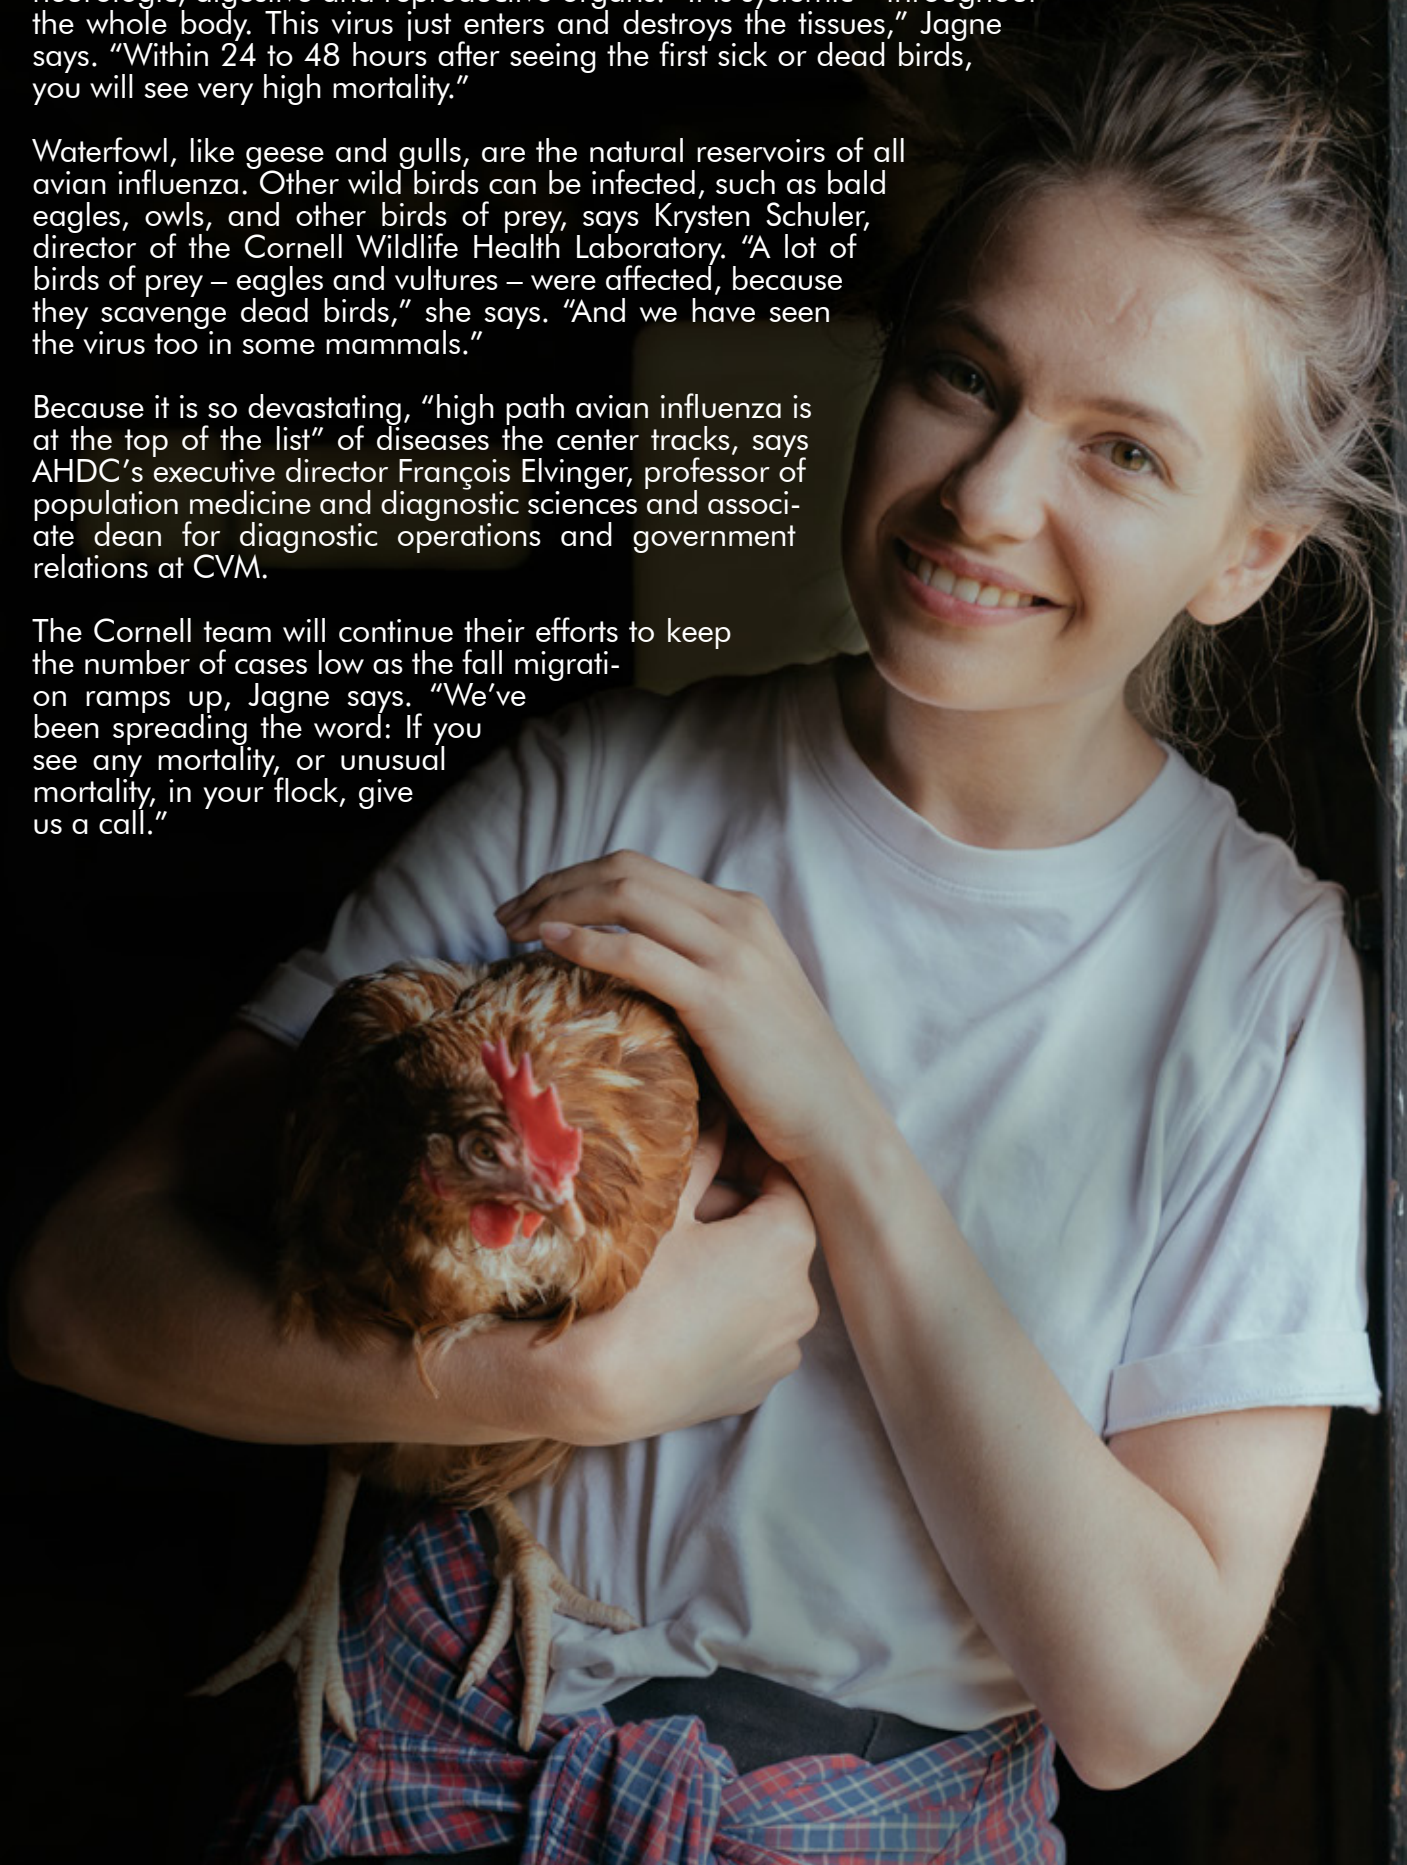 neurologic, digestive and reproductive organs. “It is systemic – throughout
the whole body. This virus just enters and destroys the tissues,” Jagne
says. “Within 24 to 48 hours after seeing the first sick or dead birds,
you will see very high mortality.”
Waterfowl, like geese and gulls, are the natural reservoirs of all
avian influenza. Other wild birds can be infected, such as bald
eagles, owls, and other birds of prey, says Krysten Schuler,
director of the Cornell Wildlife Health Laboratory. “A lot of
birds of prey – eagles and vultures – were affected, because
they scavenge dead birds,” she says. “And we have seen
the virus too in some mammals.”
Because it is so devastating, “high path avian influenza is
at the top of the list” of diseases the center tracks, says
AHDC’s executive director François Elvinger, professor of
population medicine and diagnostic sciences and associ-
ate dean for diagnostic operations and government
relations at CVM.
The Cornell team will continue their efforts to keep
the number of cases low as the fall migrati-
on ramps up, Jagne says. “We’ve
been spreading the word: If you
see any mortality, or unusual
mortality, in your flock, give
us a call.”